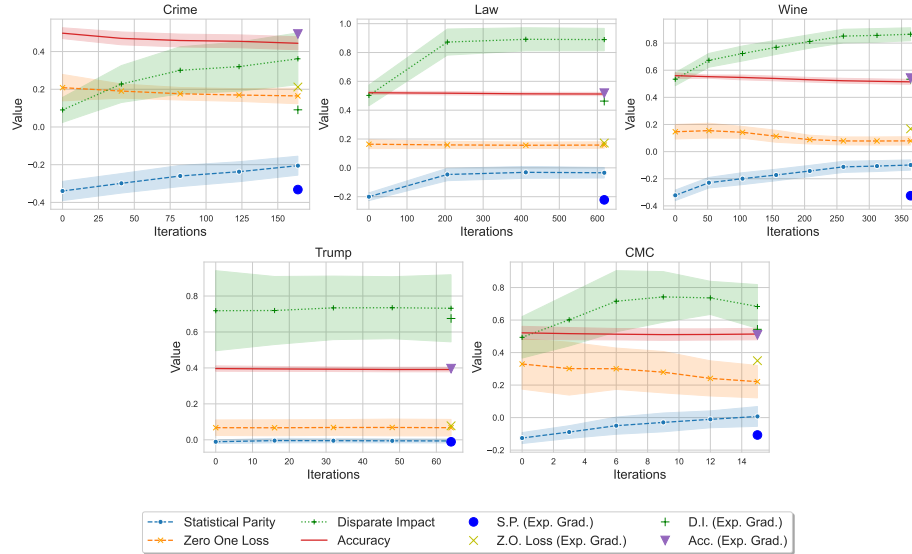 Crime
Law
Wine
Value
0.4
0.2
0.0
−0.2
−0.4
0 25 50 75 100 125 150
Iterations
Value
1.0
0.8
0.6
0.4
0.2
0.0
−0.2
0 100 200 300 400 500 600
Iterations
Value
0.8
0.6
0.4
0.2
0.0
−0.2
−0.4
0 50 100 150 200 250 300 350
Iterations
Trump
CMC
Value
0.8
0.6
0.4
0.2
0.0
0 10 20 30 40 50 60
Iterations
Value
0.8
0.6
0.4
0.2
0.0
−0.2
0 2 4 6 8 10 12 14
Iterations
Statistical Parity
Disparate Impact
S.P. (Exp. Grad.)
D.I. (Exp. Grad.)
Zero One Loss
Accuracy
Z.O. Loss (Exp. Grad.)
Acc. (Exp. Grad.)